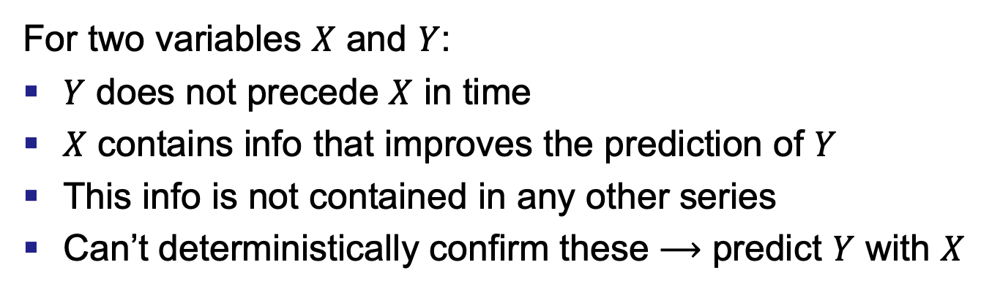 For two variables X and Y:
▪ Y does not precede X in time
▪ X contains info that improves the prediction of Y
▪ This info is not contained in any other series
▪ Can’t deterministically confirm these ⟶ predict Y with X